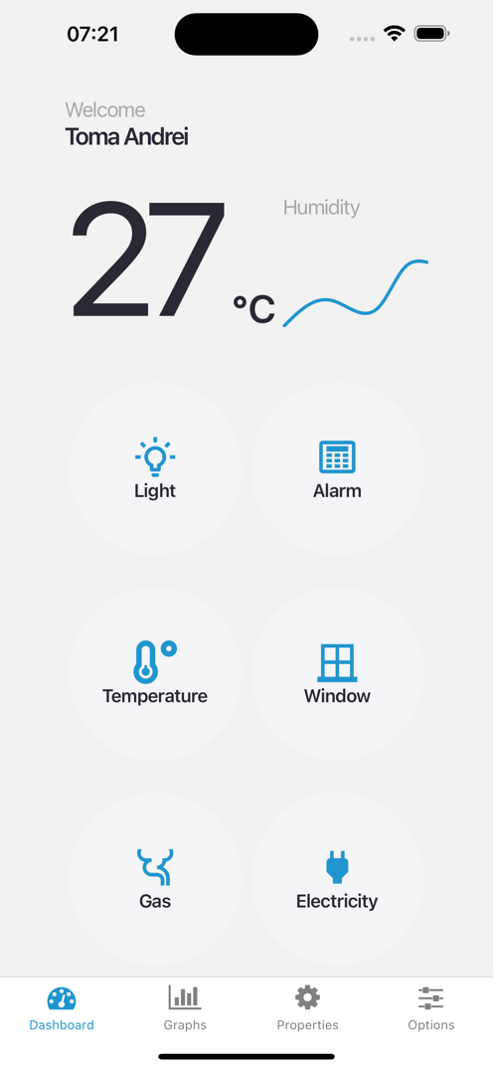 07:21
Welcome
Toma Andrei
27 °C
Humidity
Light
Alarm
Temperature
Window
Gas
Electricity
Dashboard
Graphs
Properties
Options